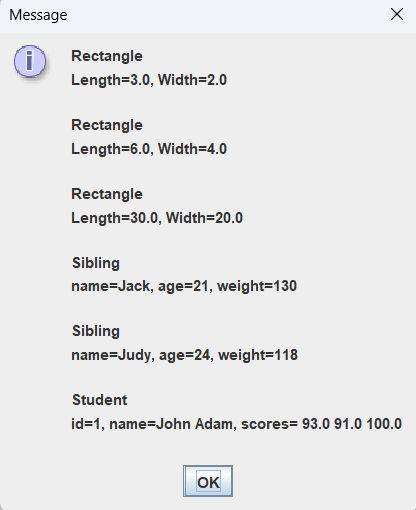 Message
Rectangle
Length=3.0, Width=2.0
Rectangle
Length=6.0, Width=4.0
Rectangle
Length=30.0, Width=20.0
Sibling
name=Jack, age=21, weight=130
Sibling
name=Judy, age=24, weight=118
Student
id=1, name=John Adam, scores= 93.0 91.0 100.0
OK